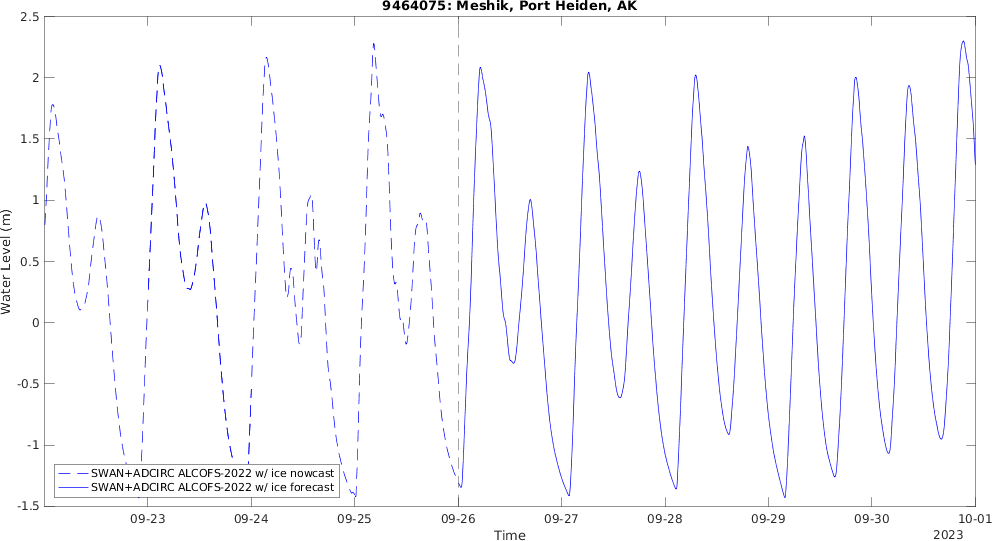 9464075: Meshik, Port Heiden, AK
2.5
2
1.5
1
0.5
0
-0.5
-1
-1.5
Water Level (m)
SWAN+ADCIRC ALCOFS-2022 w/ ice nowcast
SWAN+ADCIRC ALCOFS-2022 w/ ice forecast
09-23 09-24 09-25 09-26 09-27 09-28 09-29 09-30 10-01
Time
2023